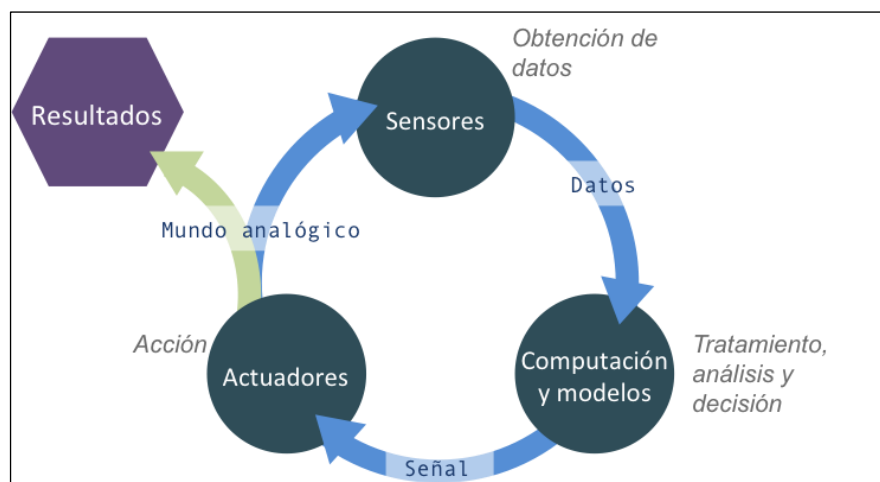 Obtención de
datos
Resultados
Sensores
Datos
Mundo analógico
Acción
Actuadores
Computación
y modelos
Tratamiento,
análisis y
decisión
Señal